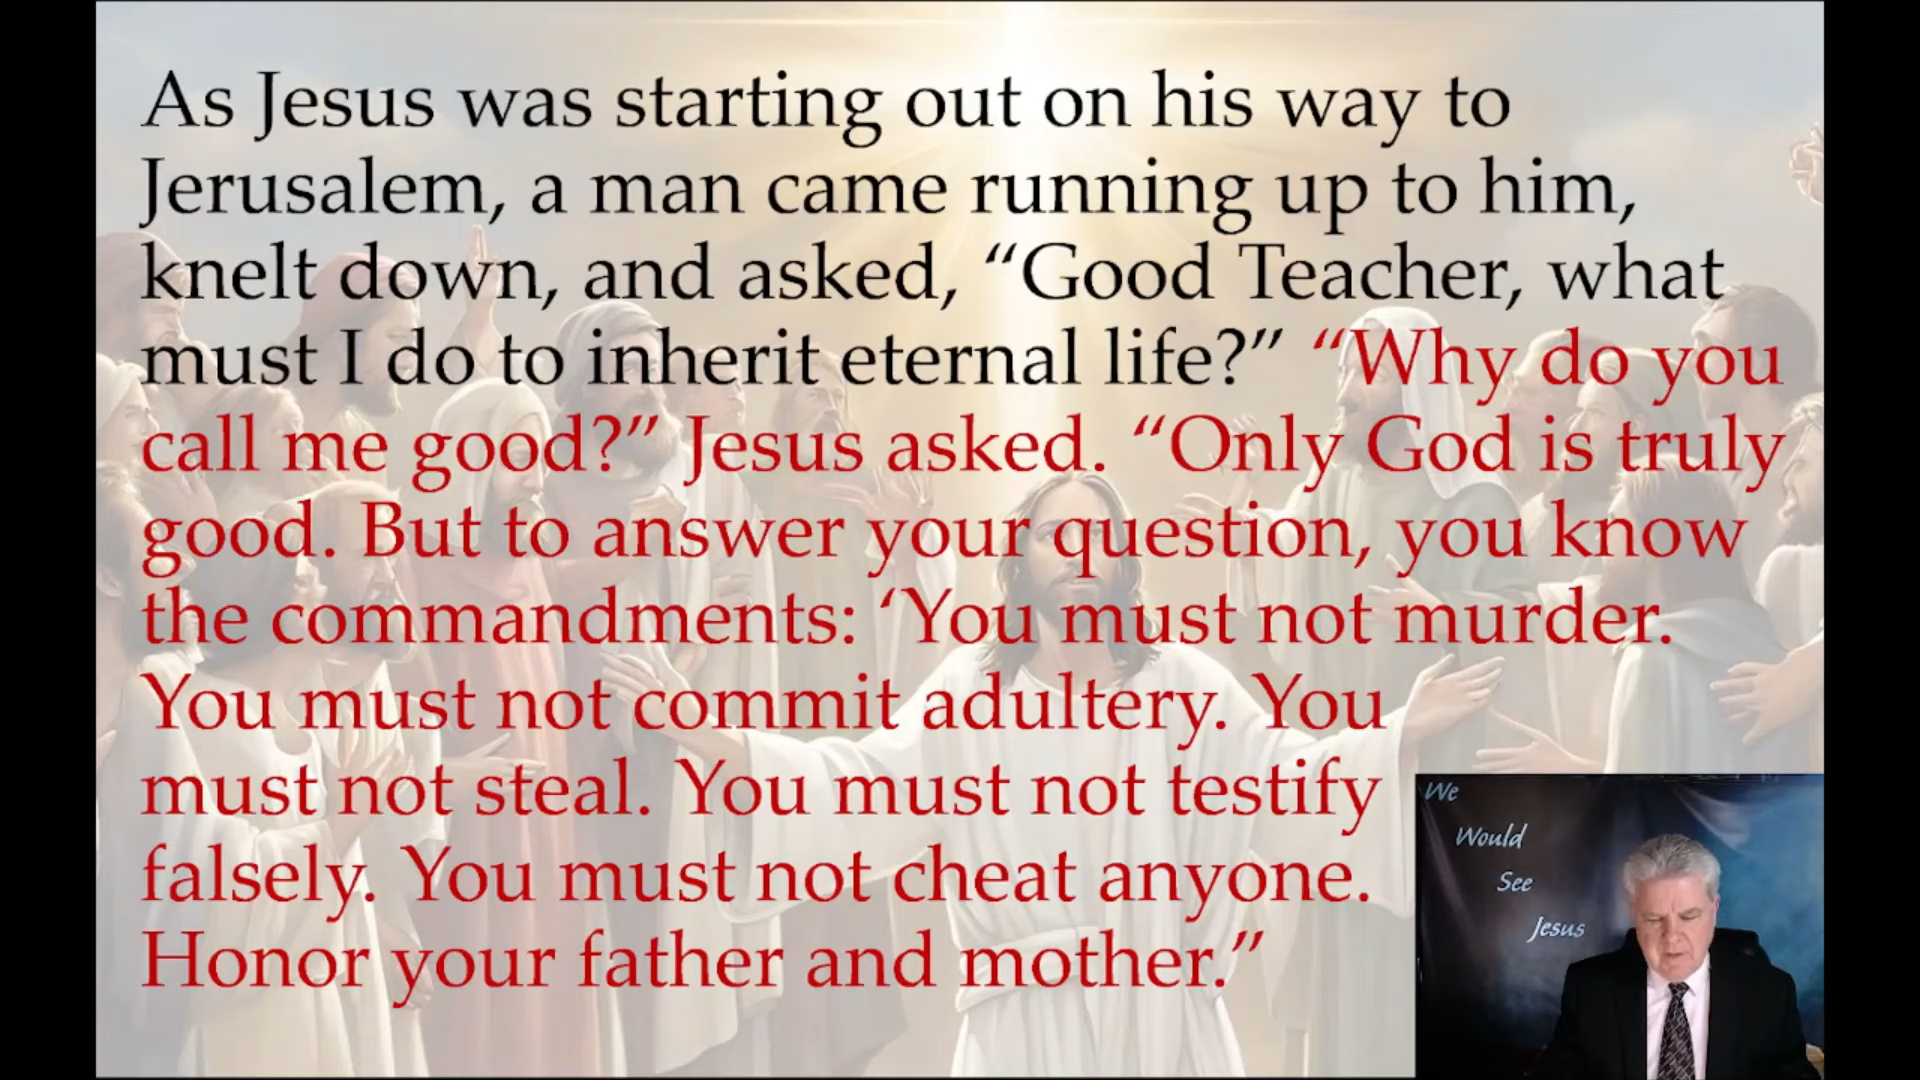 As Jesus was starting out on his way to
Jerusalem, a man came running up to him,
knelt down, and asked, “Good Teacher, what
must I do to inherit eternal life?” “Why do you
call me good?” Jesus asked. “Only God is truly
good. But to answer your question, you know
the commandments: ‘You must not murder.
You must not commit adultery. You
must not steal. You must not testify
falsely. You must not cheat anyone.
Honor your father and mother.”
We
Would
See
Jesus